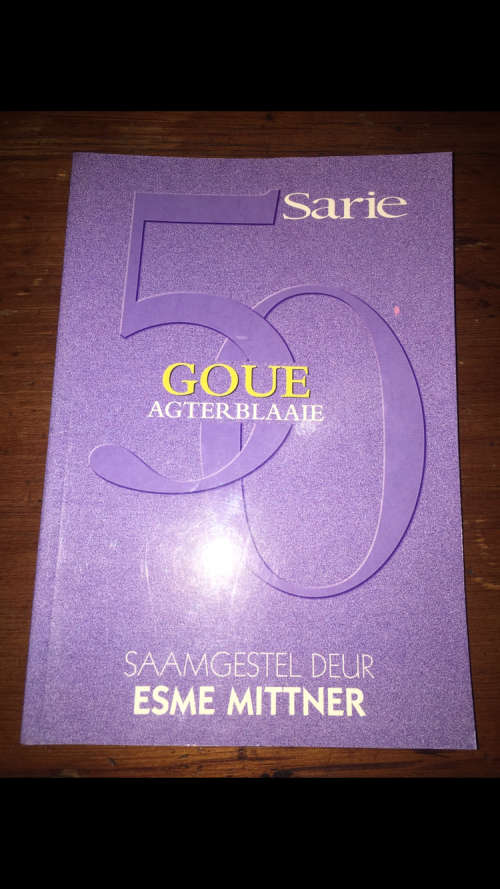 Sarie
50
GOUE
AGTERBLAAIE
SAAMGESTEL DEUR
ESME MITTNER